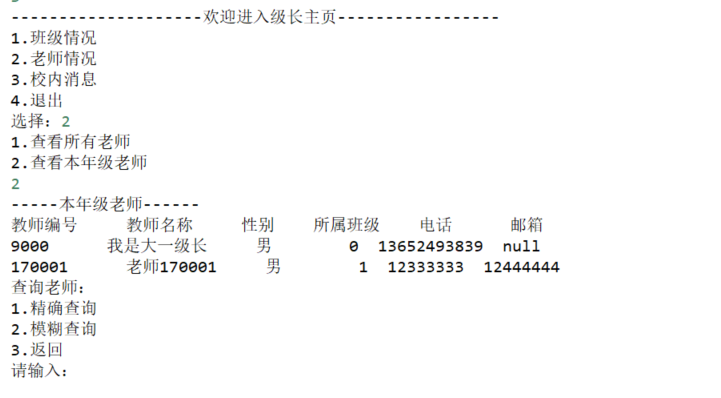 --------------------欢迎进入级长主页-----------------
1.班级情况
2.老师情况
3.校内消息
4.退出
选择: 2
1.查看所有老师
2.查看本年级老师
2
-----本年级老师------
教师编号 教师名称 性别 所属班级 电话 邮箱
9000 我是大一级长 男 0 13652493839 null
170001 老师170001 男 1 12333333 12444444
查询老师:
1.精确查询
2.模糊查询
3.返回
请输入: